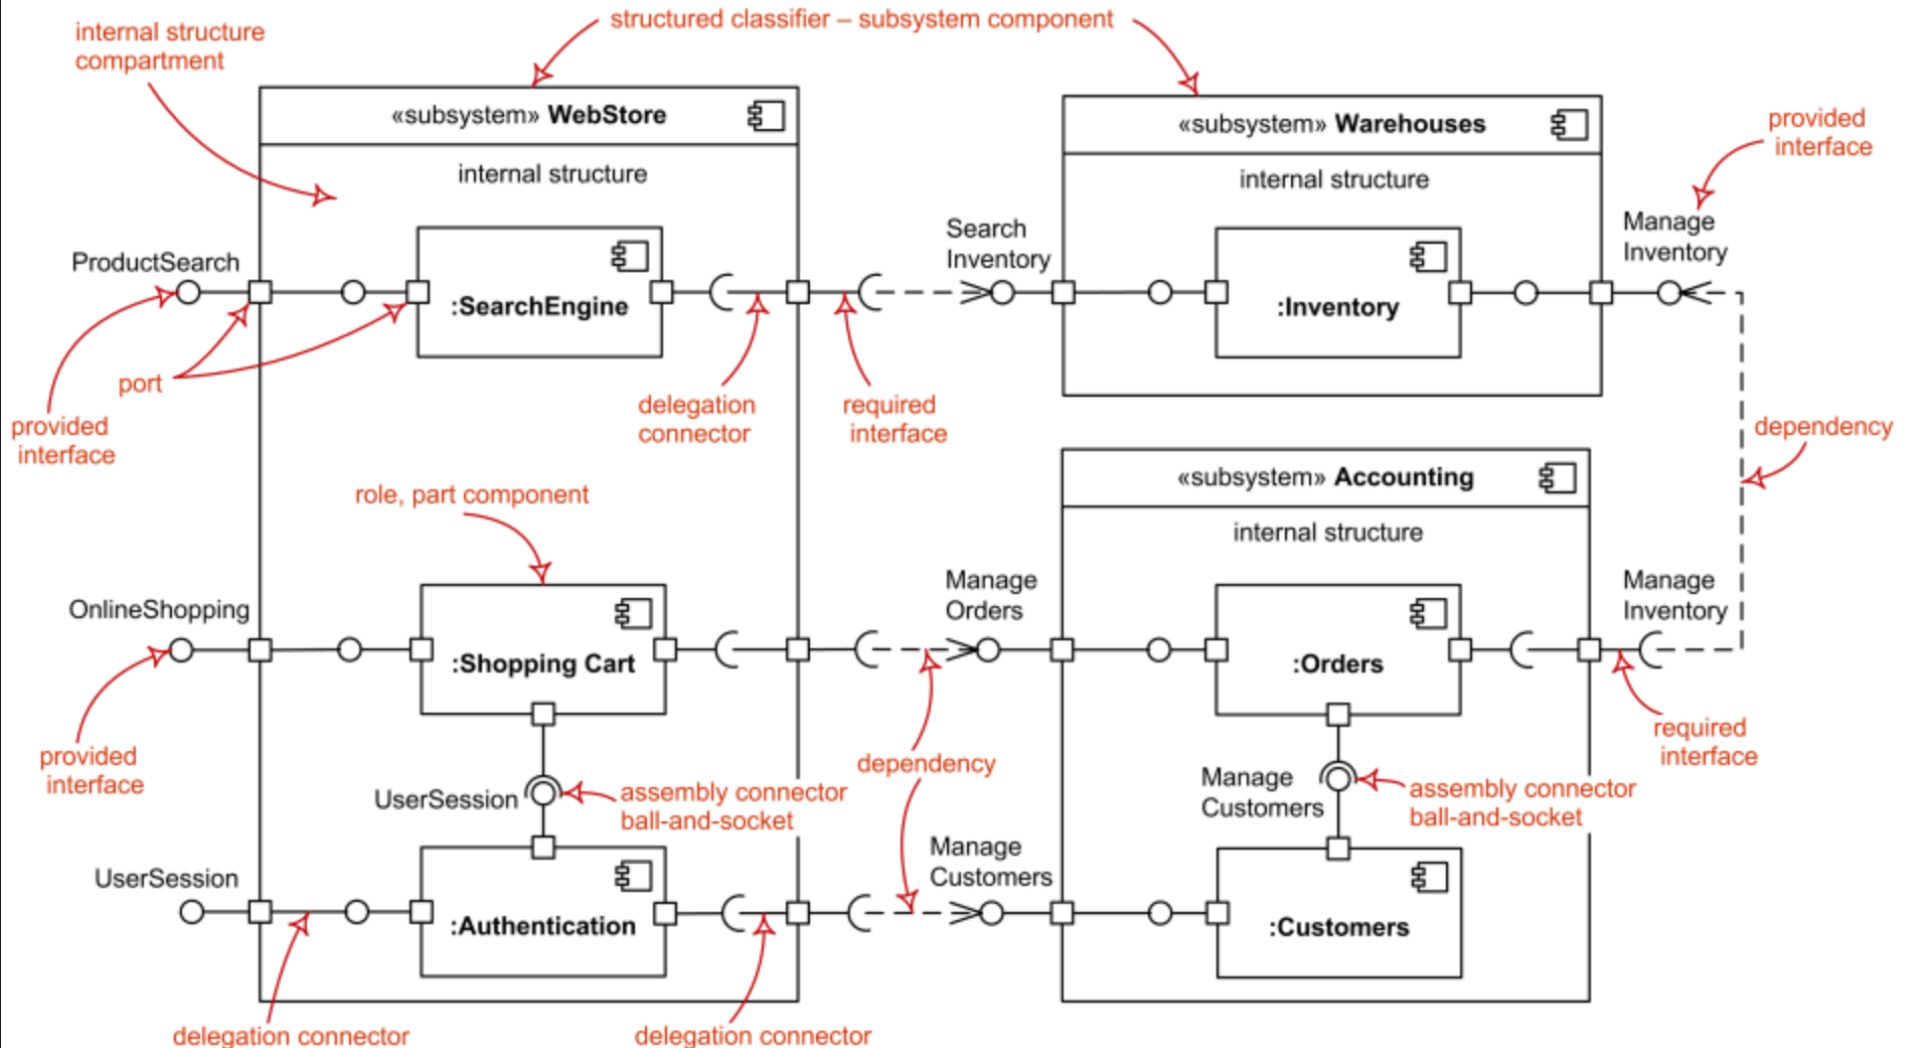 structured classifier – subsystem component
internal structure
compartment
«subsystem» WebStore
«subsystem» Warehouses
provided
interface
internal structure
internal structure
ProductSearch
:SearchEngine
Search
Inventory
:Inventory
Manage
Inventory
port
provided
interface
delegation
connector
required
interface
dependency
role, part component
«subsystem» Accounting
internal structure
OnlineShopping
:Shopping Cart
Manage
Orders
:Orders
Manage
Inventory
provided
interface
dependency
required
interface
UserSession
assembly connector
ball-and-socket
Manage
Customers
assembly connector
ball-and-socket
UserSession
:Authentication
Manage
Customers
:Customers
delegation connector
delegation connector